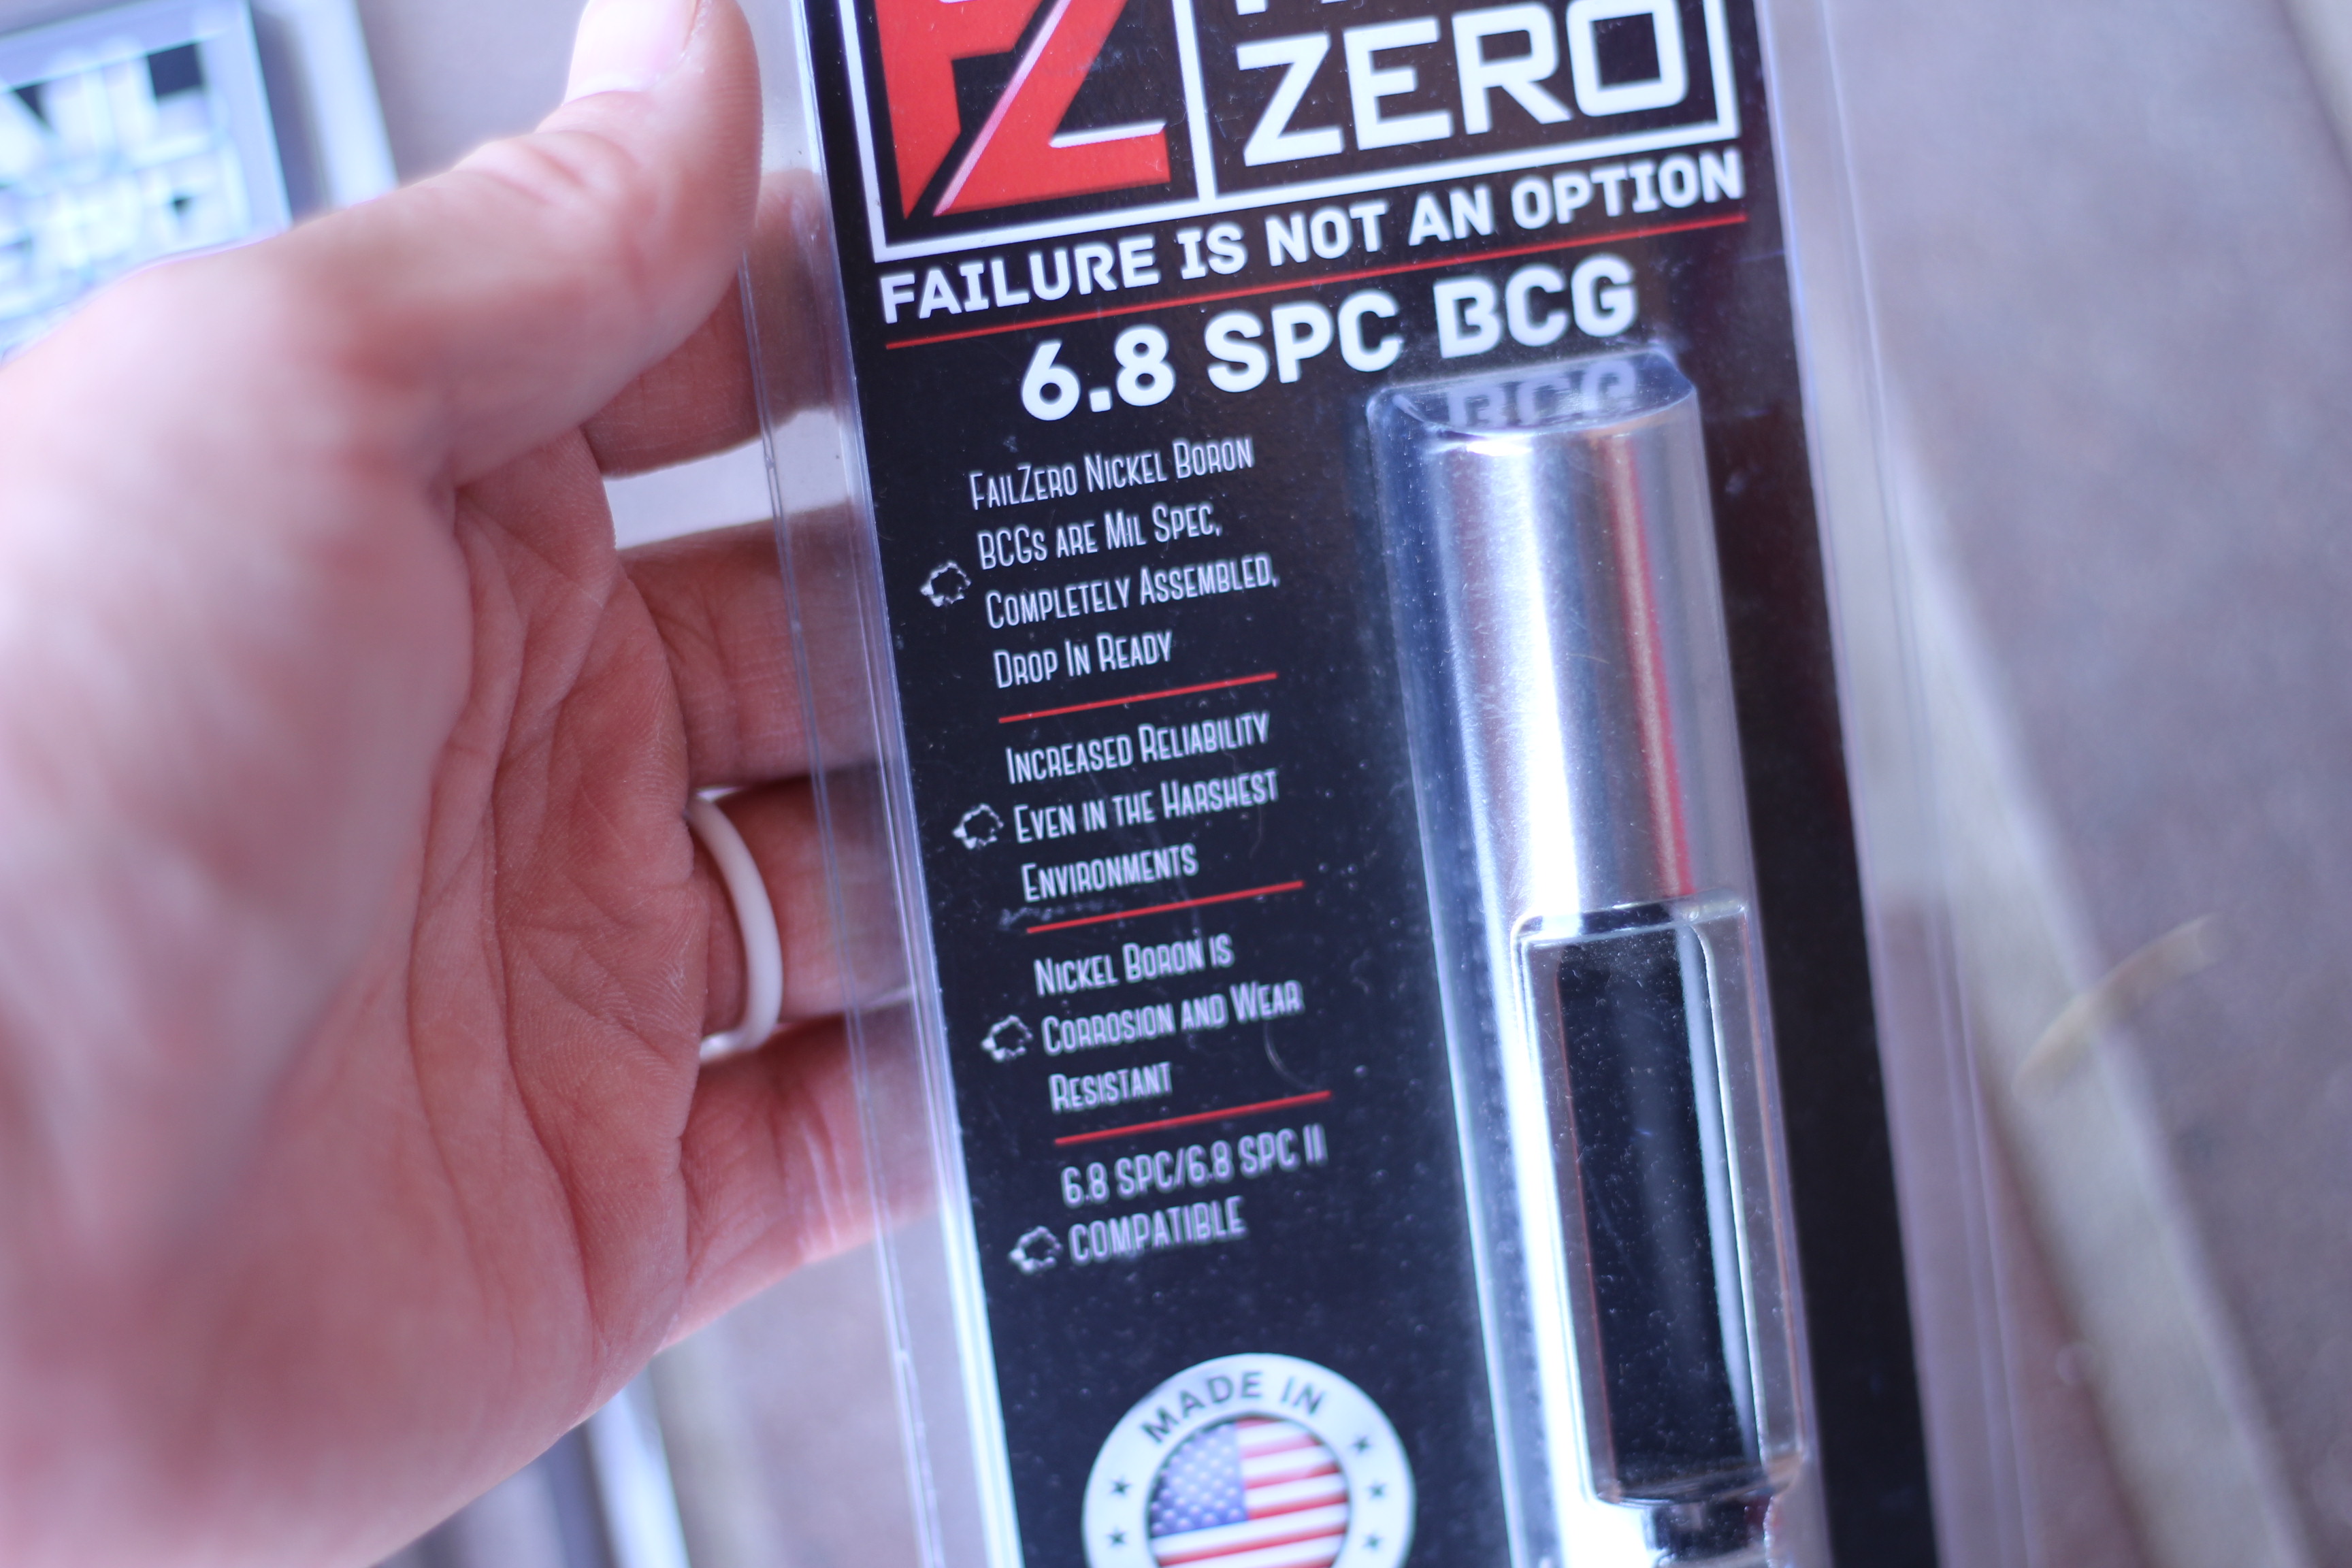 FZ
ZERO
FAILURE IS NOT AN OPTION
6.8 SPC BCG
BCG
FailZero Nickel Boron
BCGs are Mil Spec,
Completely Assembled,
Drop In Ready
Increased Reliability
Even in the Harshest
Environments
Nickel Boron is
Corrosion and Wear
Resistant
6.8 SPC/6.8 SPC II
COMPATIBLE
MADE IN